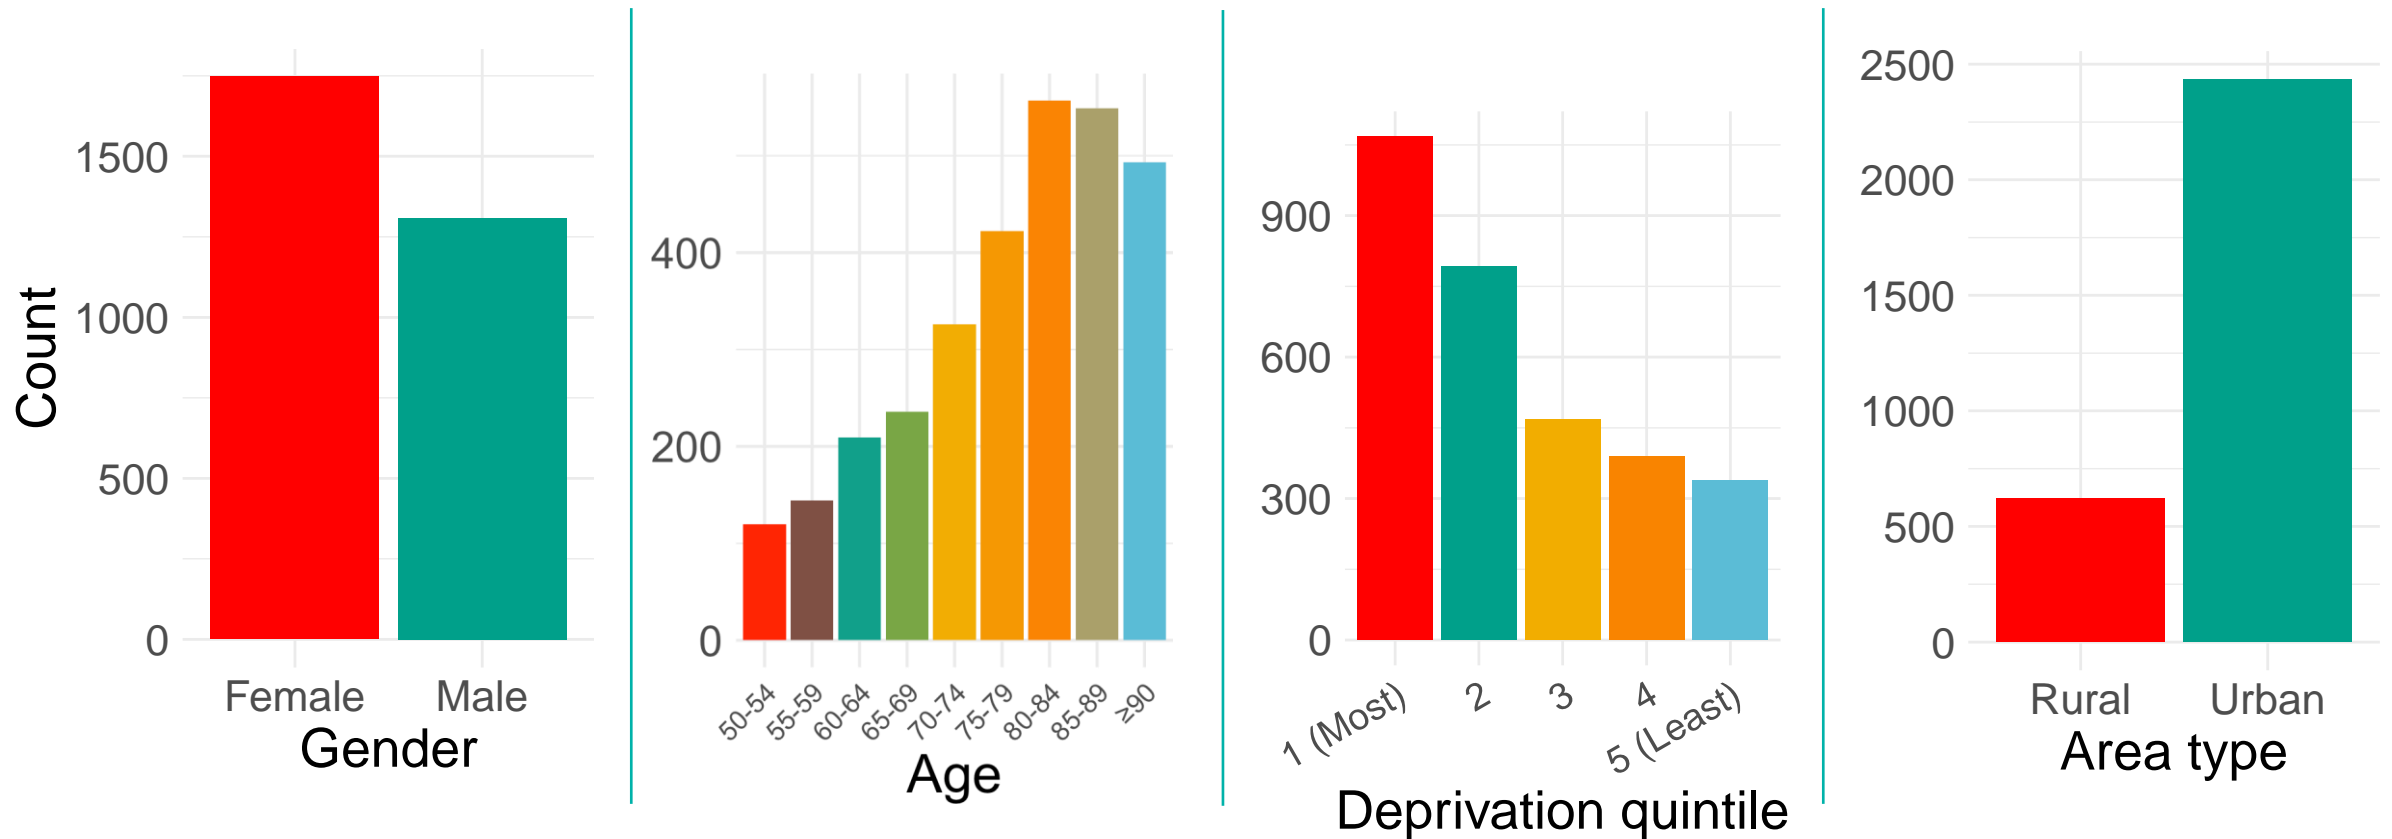 Count
1500
1000
500
0
Female Male
Gender
400
200
0
50-54 55-59 60-64 65-69 70-74 75-79 80-84 85-89 ≥90
Age
900
600
300
0
1 (Most) 2 3 4 5 (Least)
Deprivation quintile
2500
2000
1500
1000
500
0
Rural Urban
Area type